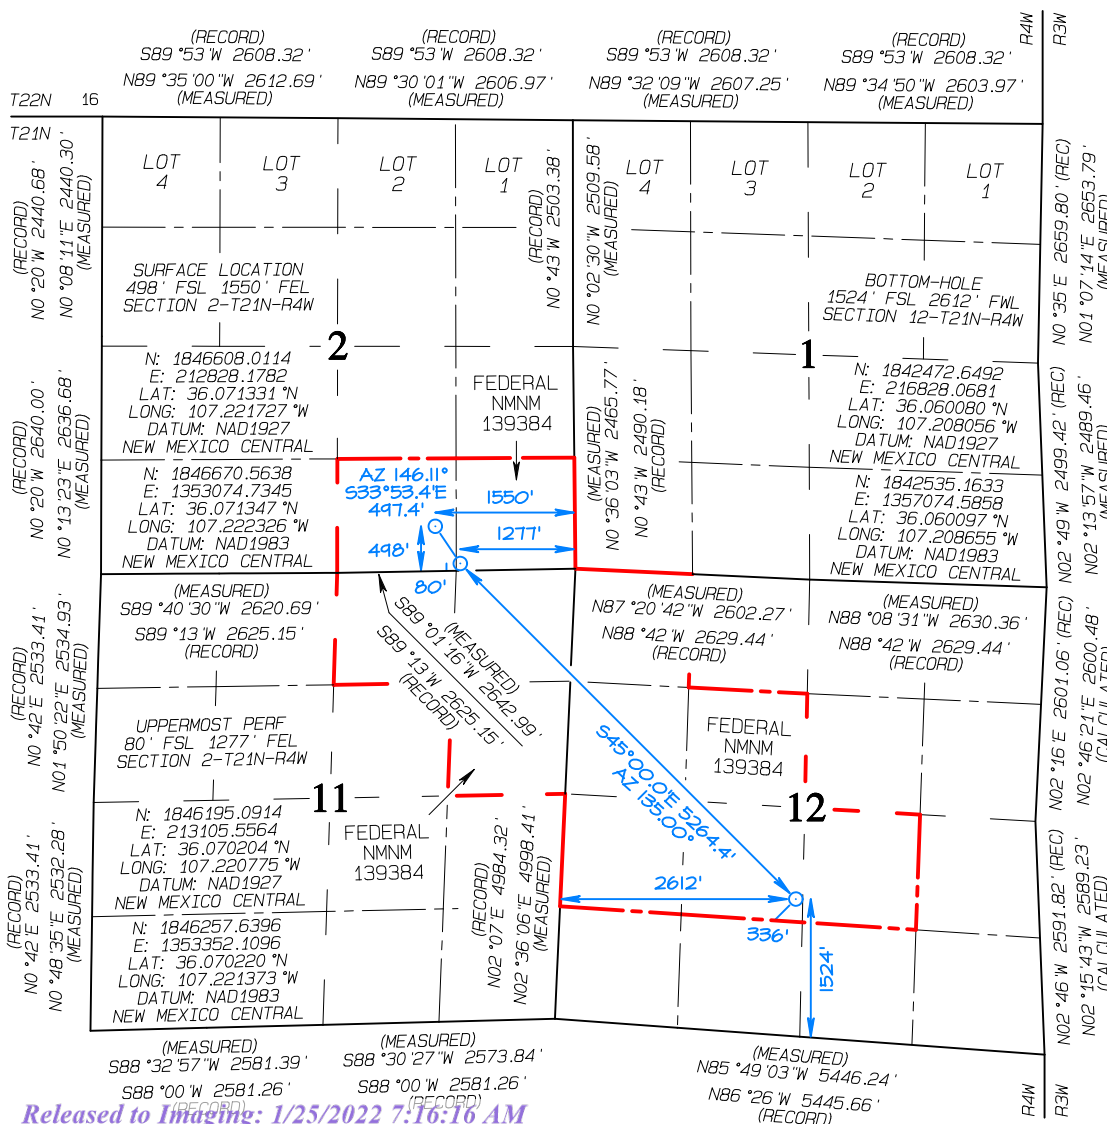 (RECORD)
S89°53'W 2608.32'
N89°35'00"W 2612.69'
(MEASURED)
(RECORD)
S89°53'W 2608.32'
N89°30'01"W 2606.97'
(MEASURED)
(RECORD)
S89°53'W 2608.32'
N89°32'09"W 2607.25'
(MEASURED)
(RECORD)
S89°53'W 2608.32'
N89°34'50"W 2603.97'
(MEASURED)
R4W
R3W
T22N 16
T21N
LOT
4
LOT
3
LOT
2
LOT
1
LOT
4
LOT
3
LOT
2
LOT
1
(RECORD)
N0°20'W 2440.68'
N0°08'11"E 2440.30'
(MEASURED)
(RECORD)
N0°43'W 2503.38'
N0°02'30"W 2509.58'
(MEASURED)
N0°35'E 2659.80' (REC)
N01°07'14"E 2653.79'
(MEASURED)
SURFACE LOCATION
498' FSL 1550' FEL
SECTION 2-T21N-R4W
BOTTOM-HOLE
1524' FSL 2612' FWL
SECTION 12-T21N-R4W
2
1
N: 1846608.0114
E: 212828.1782
LAT: 36.071331°N
LONG: 107.221727°W
DATUM: NAD1927
NEW MEXICO CENTRAL
N: 1846670.5638
E: 1353074.7345
LAT: 36.071347°N
LONG: 107.222326°W
DATUM: NAD1983
NEW MEXICO CENTRAL
FEDERAL
NMNM
139384
N: 1842472.6492
E: 216828.0681
LAT: 36.060080°N
LONG: 107.208056°W
DATUM: NAD1927
NEW MEXICO CENTRAL
N: 1842535.1633
E: 1357074.5858
LAT: 36.060097°N
LONG: 107.208655°W
DATUM: NAD1983
NEW MEXICO CENTRAL
(RECORD)
N0°20'W 2640.00'
N0°13'23"E 2636.68'
(MEASURED)
(MEASURED)
N0°36'03"W 2465.77'
N0°43'W 2490.18'
(RECORD)
N02°49'W 2499.42' (REC)
N02°13'57"W 2489.46'
(MEASURED)
AZ 146.11°
S33°53.4'E
497.4'
1550'
1277'
498'
80'
(MEASURED)
S89°40'30"W 2620.69'
S89°13'W 2625.15'
(RECORD)
(MEASURED)
S89°01'16"W 2642.99'
S89°13'W 2625.15'
(RECORD)
(MEASURED)
N87°20'42"W 2602.27'
N88°42'W 2629.44'
(RECORD)
(MEASURED)
N88°08'31"W 2630.36'
N88°42'W 2629.44'
(RECORD)
(RECORD)
N0°42'E 2533.41'
N01°50'22"E 2534.93'
(MEASURED)
N02°16'E 2601.06' (REC)
N02°46'21"E 2600.48'
(CALCULATED)
UPPERMOST PERF
80' FSL 1277' FEL
SECTION 2-T21N-R4W
FEDERAL
NMNM
139384
S45°00.0'E 5264.4'
AZ 135.00°
11
12
N: 1846195.0914
E: 213105.5564
LAT: 36.070204°N
LONG: 107.220775°W
DATUM: NAD1927
NEW MEXICO CENTRAL
N: 1846257.6396
E: 1353352.1096
LAT: 36.070220°N
LONG: 107.221373°W
DATUM: NAD1983
NEW MEXICO CENTRAL
FEDERAL
NMNM
139384
(RECORD)
N0°42'E 2533.41'
N0°48'35"E 2532.28'
(MEASURED)
(RECORD)
N02°07'E 4984.32'
N02°36'06"E 4998.41'
(MEASURED)
2612'
336'
1524'
N02°46'W 2591.82' (REC)
N02°15'43"W 2589.23'
(CALCULATED)
(MEASURED)
S88°32'57"W 2581.39'
S88°00'W 2581.26'
(RECORD)
(MEASURED)
S88°30'27"W 2573.84'
S88°00'W 2581.26'
(RECORD)
(MEASURED)
N85°49'03"W 5446.24'
N86°26'W 5445.66'
(RECORD)
R4W
R3W
Released to Imaging: 1/25/2022 7:16:16 AM